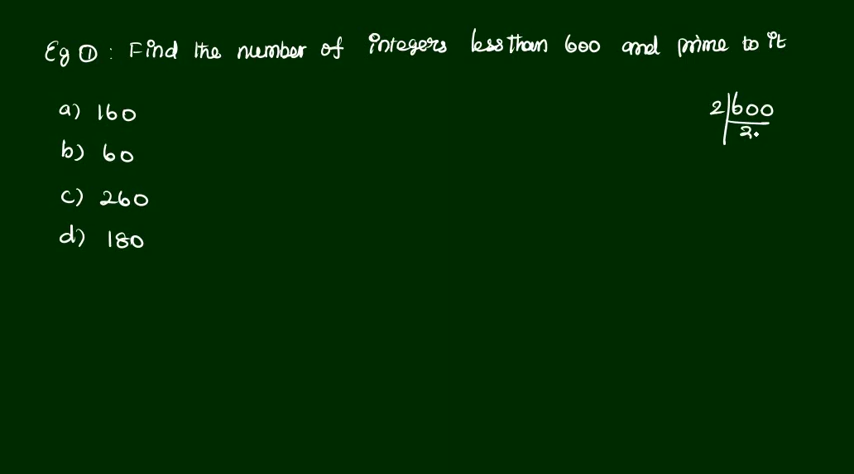 Eg ① : Find the number of integers less than 600 and prime to it
a) 160
b) 60
c) 260
d) 180
2|600
3.